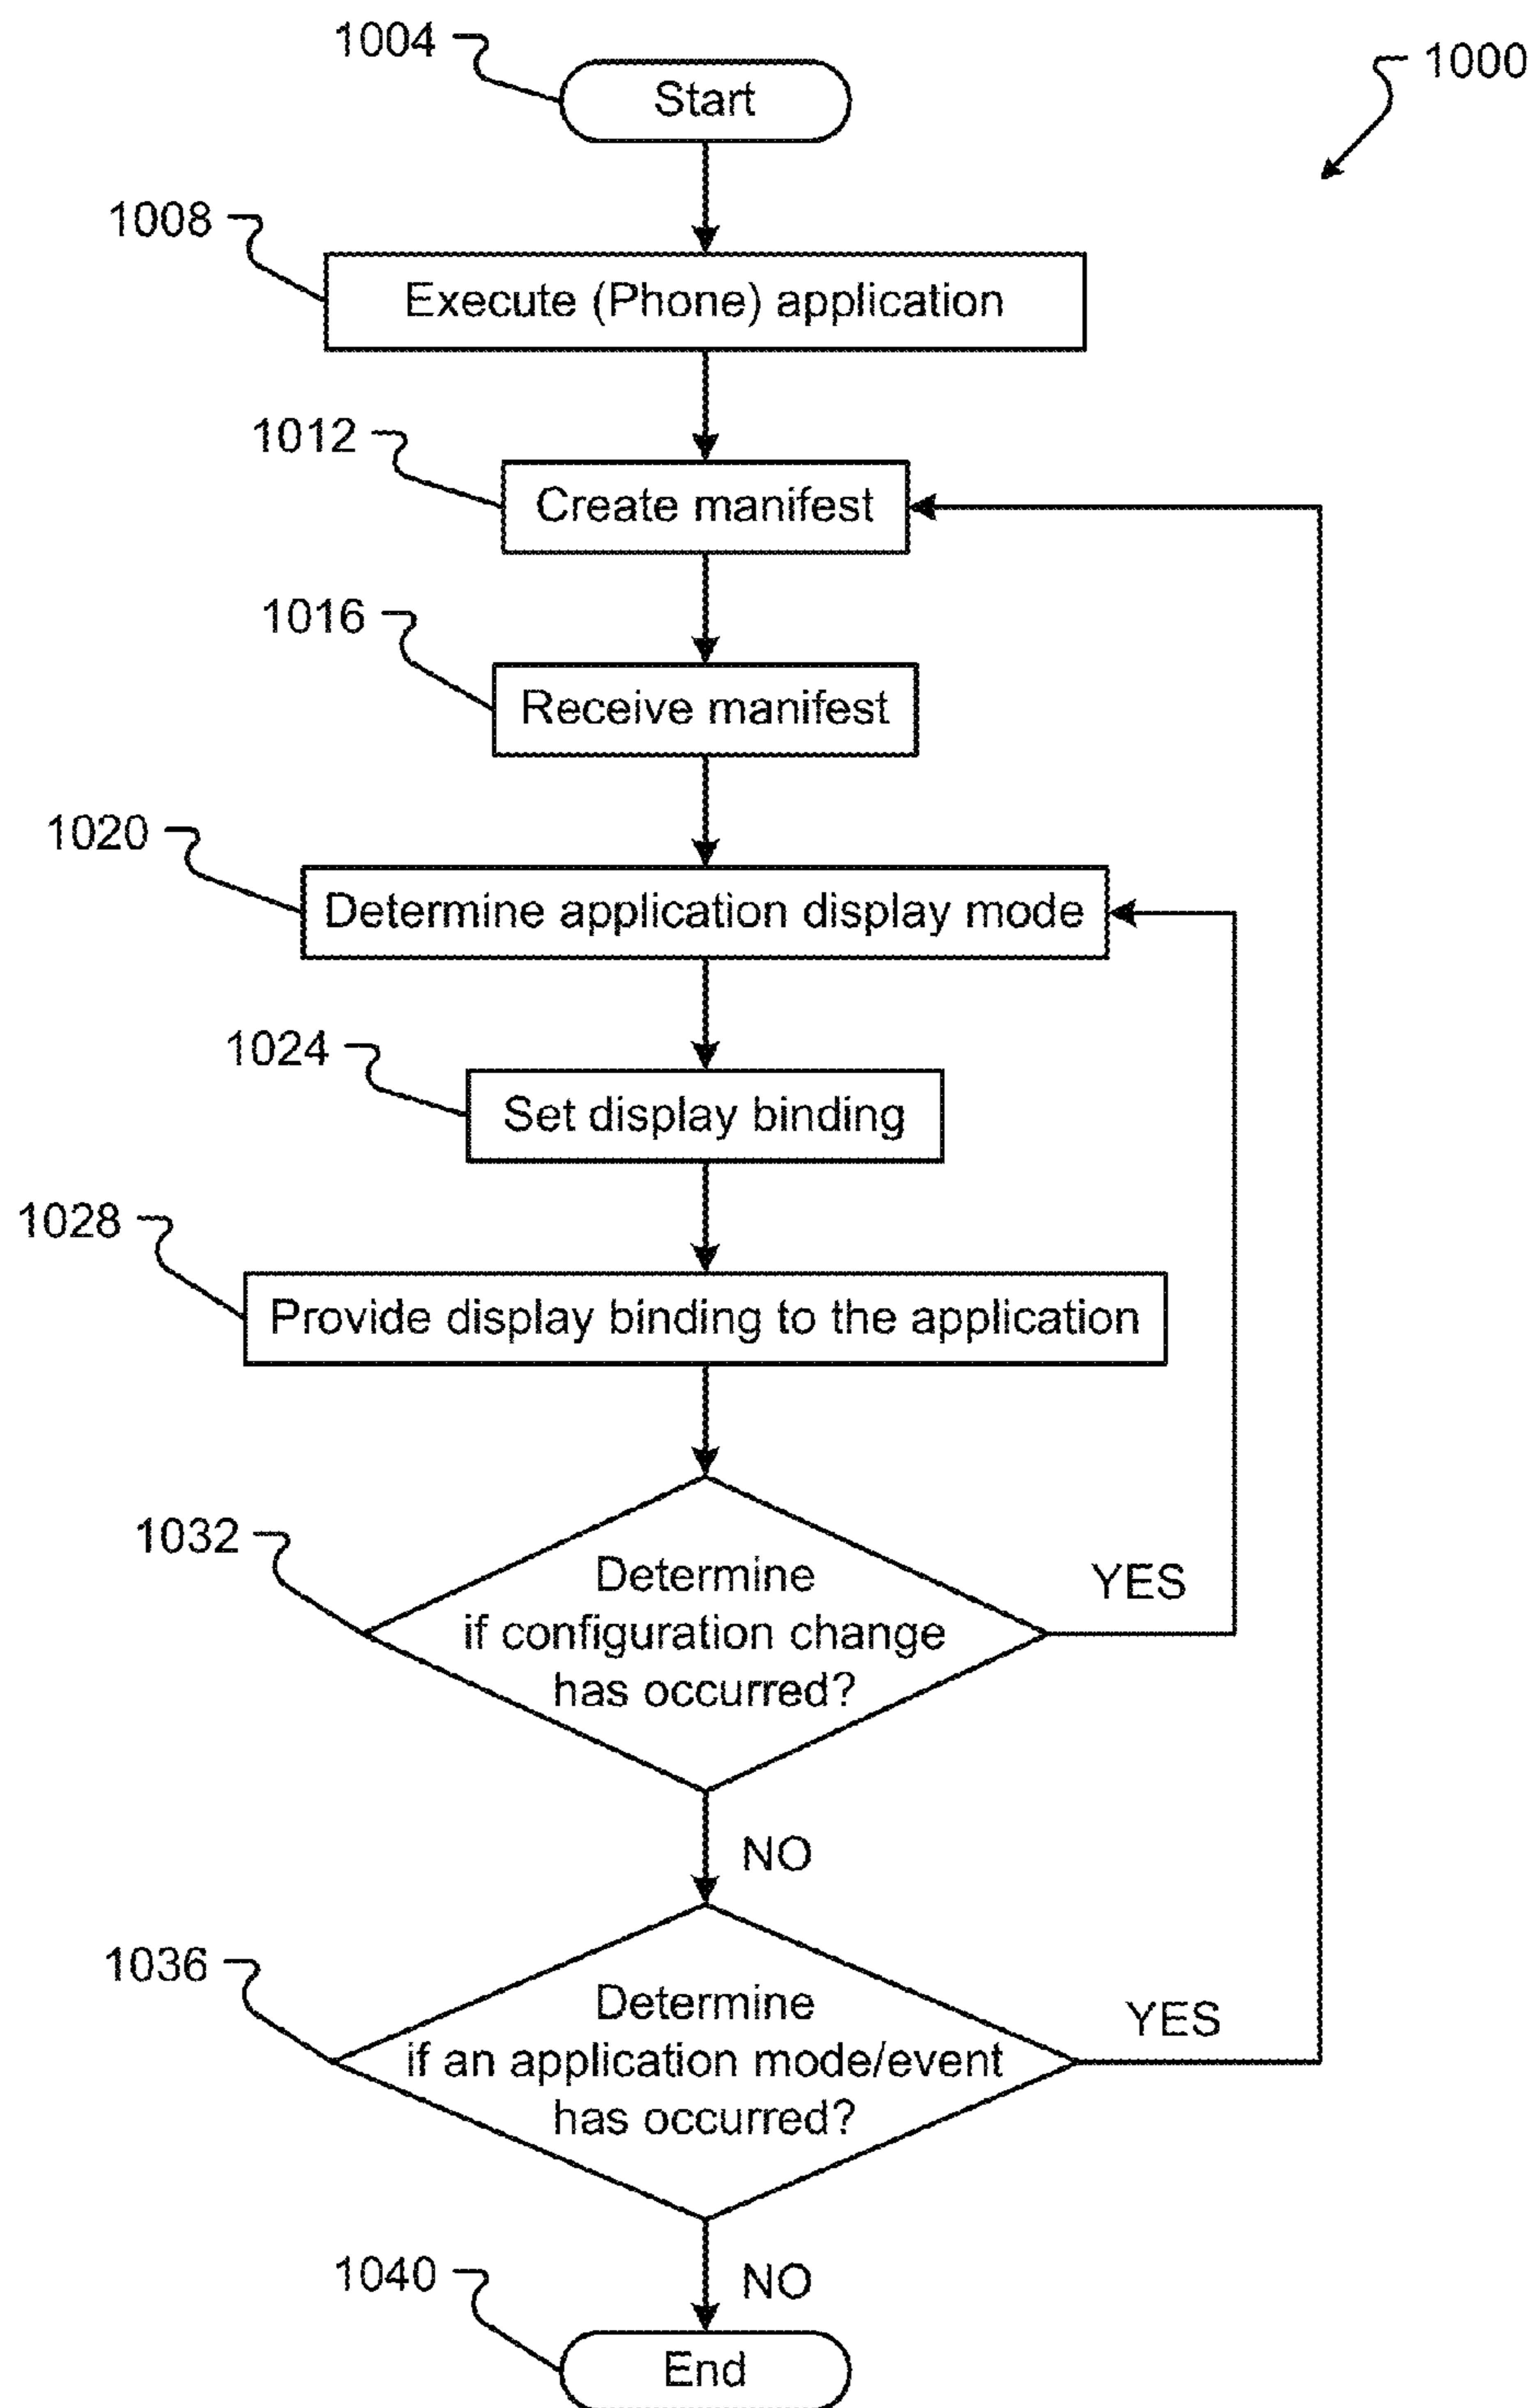 1004
Start
1000
1008
Execute (Phone) application
1012
Create manifest
1016
Receive manifest
1020
Determine application display mode
1024
Set display binding
1028
Provide display binding to the application
1032
Determine
if configuration change
has occurred?
YES
NO
1036
Determine
if an application mode/event
has occurred?
YES
NO
1040
End